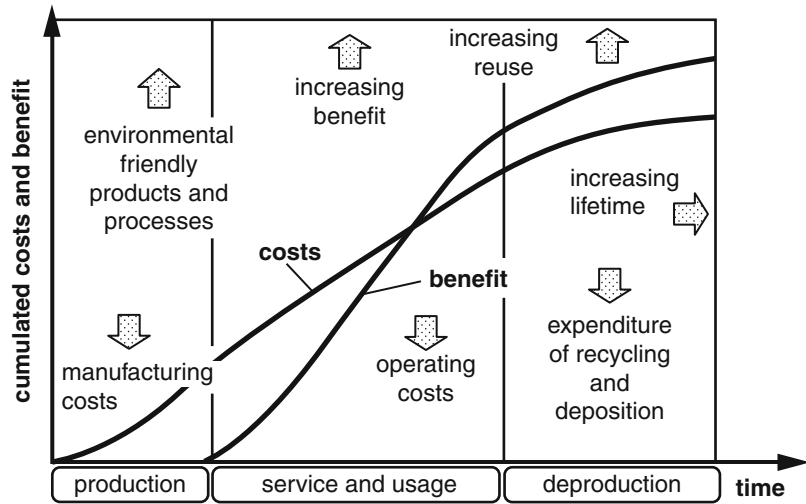 cumulated costs and benefit
environmental
friendly
products and
processes
increasing
benefit
increasing
reuse
increasing
lifetime
costs
benefit
manufacturing
costs
operating
costs
expenditure
of recycling
and
deposition
production
service and usage
deproduction
time